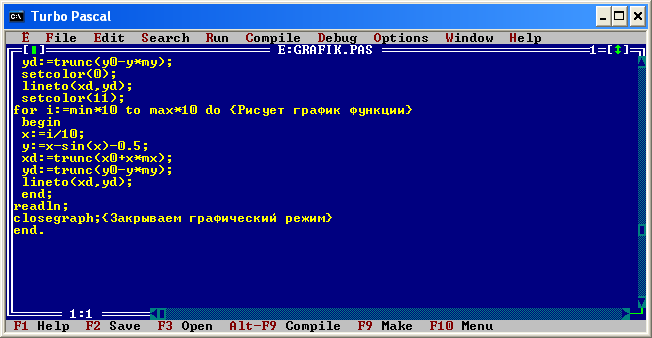 Turbo Pascal
Ë File Edit Search Run Compile Debug Options Window Help
[■] E:GRAFIK.PAS 1=[↕]
yd:=trunc(y0-y*my);
setcolor(0);
lineto(xd,yd);
setcolor(11);
for i:=min*10 to max*10 do {Рисует график функции}
begin
x:=i/10;
y:=x-sin(x)-0.5;
xd:=trunc(x0+x*mx);
yd:=trunc(y0-y*my);
lineto(xd,yd);
end;
readln;
closegraph;{Закрываем графический режим}
end.
1:1
F1 Help F2 Save F3 Open Alt-F9 Compile F9 Make F10 Menu